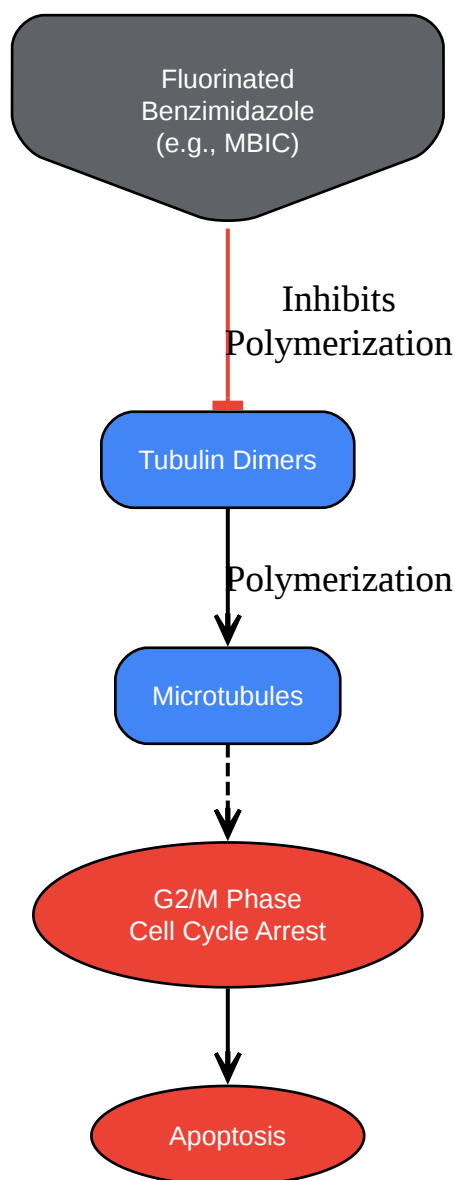 Fluorinated
Benzimidazole
(e.g., MBIC)
Inhibits
Polymerization
Tubulin Dimers
Polymerization
Microtubules
G2/M Phase
Cell Cycle Arrest
Apoptosis